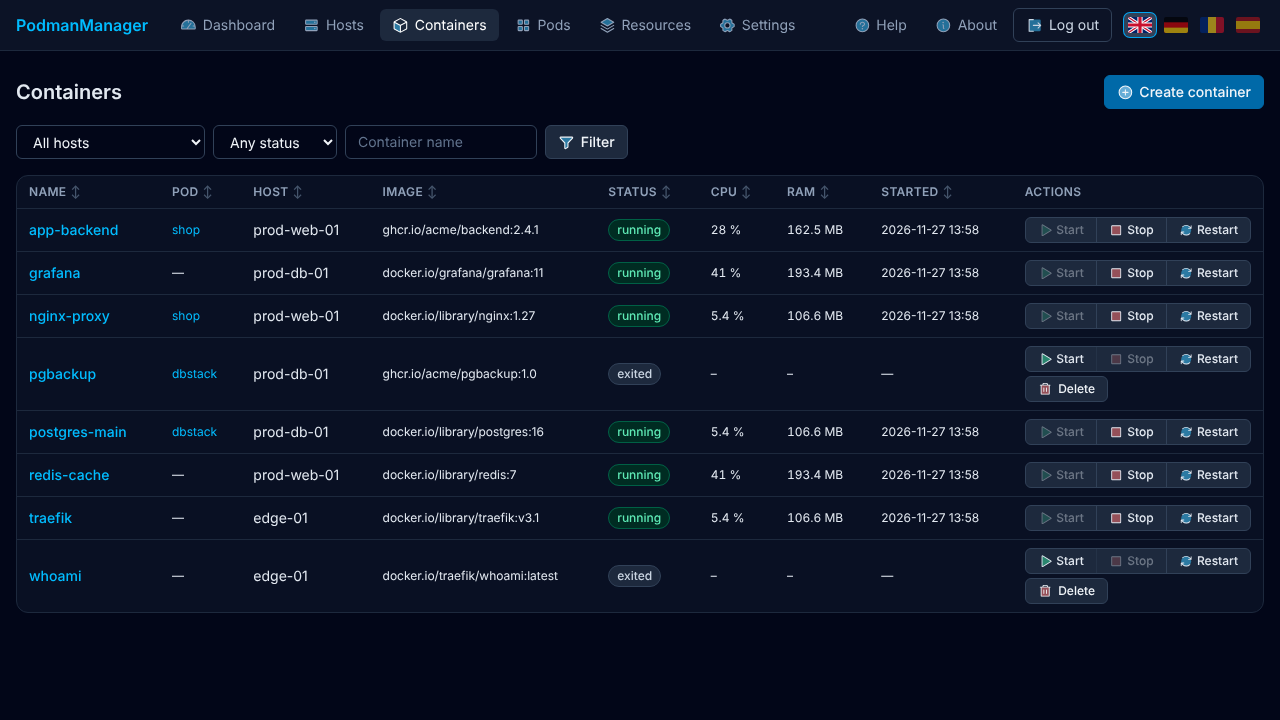 PodmanManager Dashboard Hosts Containers Pods Resources Settings Help About Log out
Containers Create container
All hosts Any status Container name Filter
NAME POD HOST IMAGE STATUS CPU RAM STARTED ACTIONS
app-backend shop prod-web-01 ghcr.io/acme/backend:2.4.1 running 28 % 162.5 MB 2026-11-27 13:58 Start Stop Restart
grafana — prod-db-01 docker.io/grafana/grafana:11 running 41 % 193.4 MB 2026-11-27 13:58 Start Stop Restart
nginx-proxy shop prod-web-01 docker.io/library/nginx:1.27 running 5.4 % 106.6 MB 2026-11-27 13:58 Start Stop Restart
pgbackup dbstack prod-db-01 ghcr.io/acme/pgbackup:1.0 exited – – — Start Stop Restart
Delete
postgres-main dbstack prod-db-01 docker.io/library/postgres:16 running 5.4 % 106.6 MB 2026-11-27 13:58 Start Stop Restart
redis-cache — prod-web-01 docker.io/library/redis:7 running 41 % 193.4 MB 2026-11-27 13:58 Start Stop Restart
traefik — edge-01 docker.io/library/traefik:v3.1 running 5.4 % 106.6 MB 2026-11-27 13:58 Start Stop Restart
whoami — edge-01 docker.io/traefik/whoami:latest exited – – — Start Stop Restart
Delete